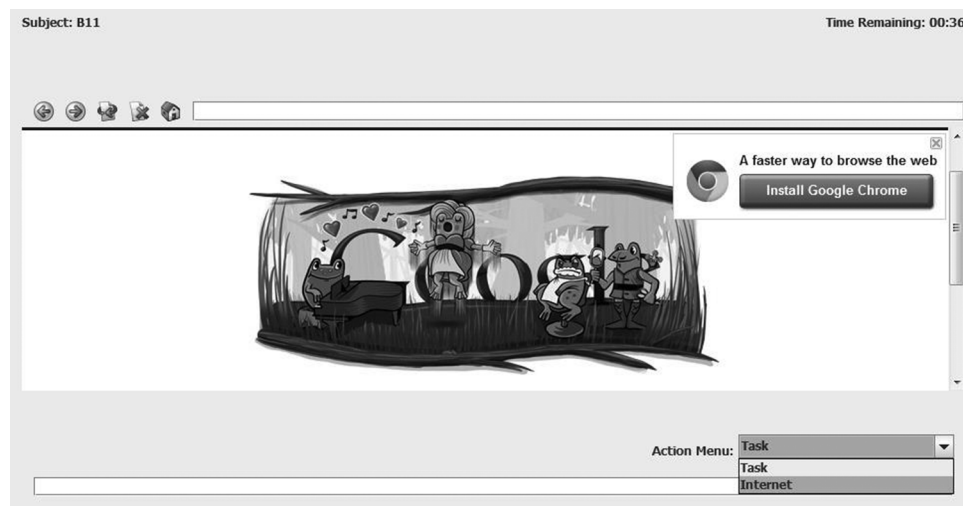 Subject: B11
Time Remaining: 00:36
A faster way to browse the web
Install Google Chrome
Google
Action Menu: Task
Task
Internet